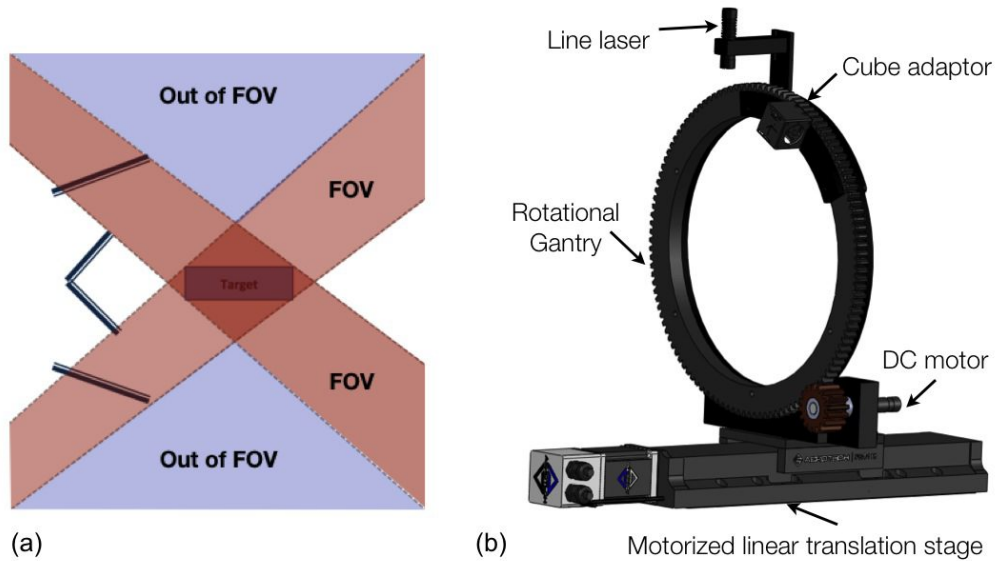 Out of FOV
FOV
Target
FOV
Out of FOV
(a)
Line laser
Cube adaptor
Rotational
Gantry
DC motor
Motorized linear translation stage
(b)